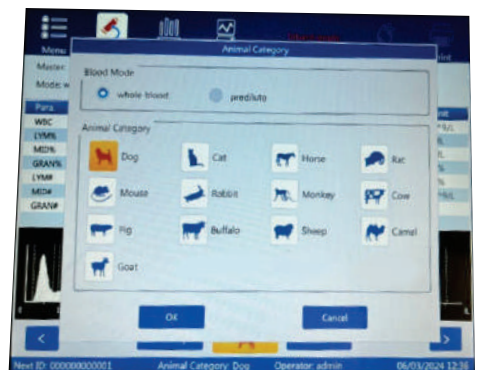 Menu
Animal Category
Master
Mode: w
Blood Mode
whole blood
predilute
Para.
WBC
LYM%
MID%
GRAN%
LYM#
MID#
GRAN#
Animal Category
Dog
Cat
Horse
Rat
Mouse
Rabbit
Monkey
Cow
Pig
Buffalo
Sheep
Camel
Goat
OK
Cancel
<
>
Next ID: 000000000001
Animal Category: Dog
Operator: admin
06/03/2024 12:36